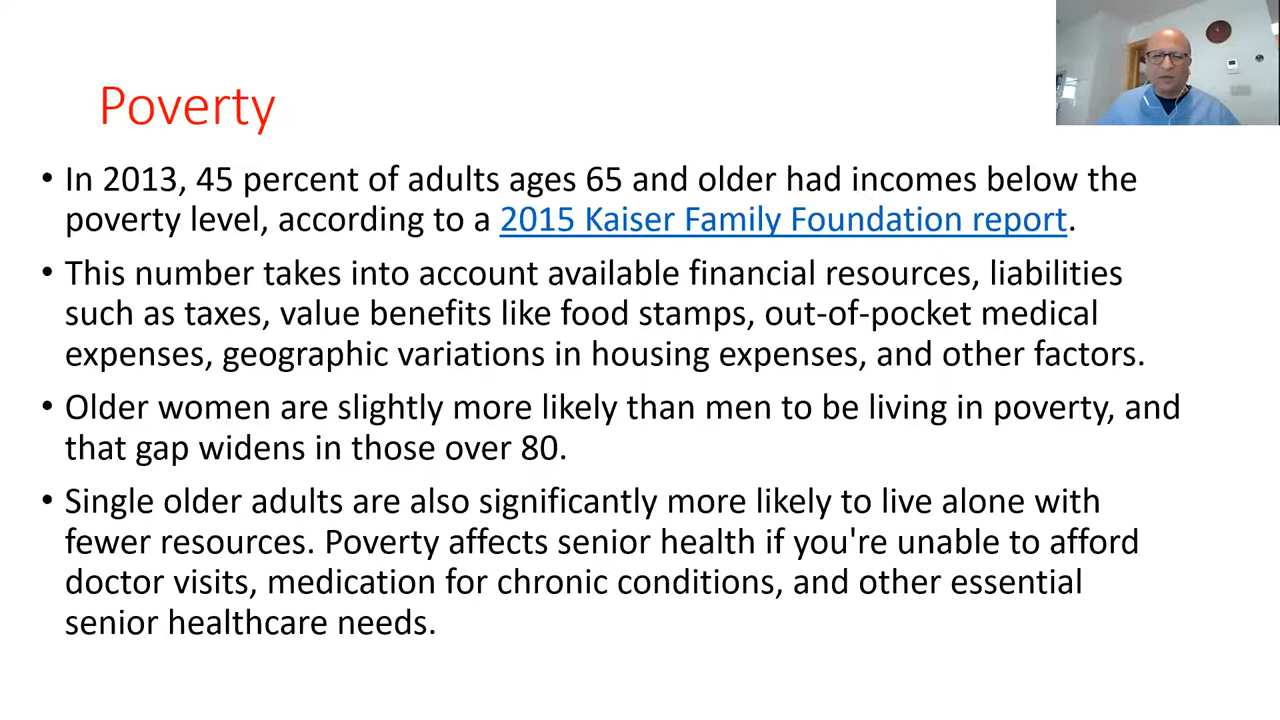 Poverty
• In 2013, 45 percent of adults ages 65 and older had incomes below the
poverty level, according to a 2015 Kaiser Family Foundation report.
• This number takes into account available financial resources, liabilities
such as taxes, value benefits like food stamps, out-of-pocket medical
expenses, geographic variations in housing expenses, and other factors.
• Older women are slightly more likely than men to be living in poverty, and
that gap widens in those over 80.
• Single older adults are also significantly more likely to live alone with
fewer resources. Poverty affects senior health if you're unable to afford
doctor visits, medication for chronic conditions, and other essential
senior healthcare needs.